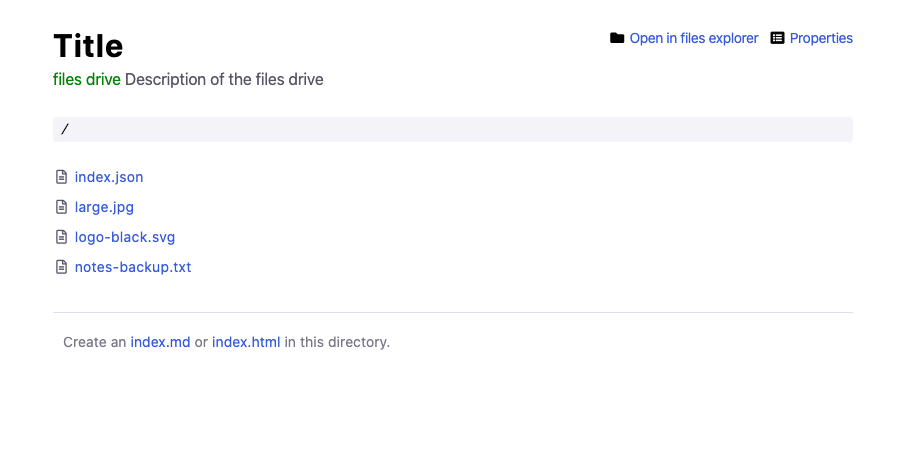 Title
Open in files explorer Properties
files drive Description of the files drive
/
index.json
large.jpg
logo-black.svg
notes-backup.txt
Create an index.md or index.html in this directory.